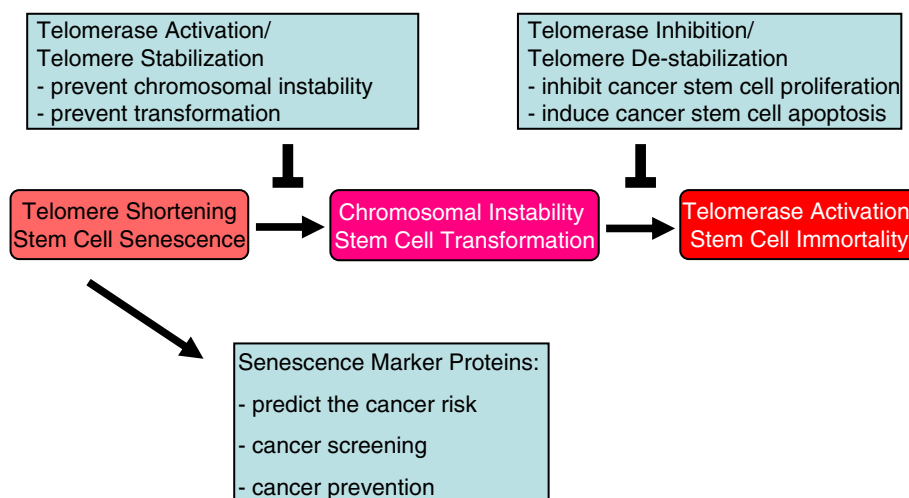 Telomerase Activation/
Telomere Stabilization
- prevent chromosomal instability
- prevent transformation
Telomerase Inhibition/
Telomere De-stabilization
- inhibit cancer stem cell proliferation
- induce cancer stem cell apoptosis
Telomere Shortening
Stem Cell Senescence
Chromosomal Instability
Stem Cell Transformation
Telomerase Activation
Stem Cell Immortality
Senescence Marker Proteins:
- predict the cancer risk
- cancer screening
- cancer prevention